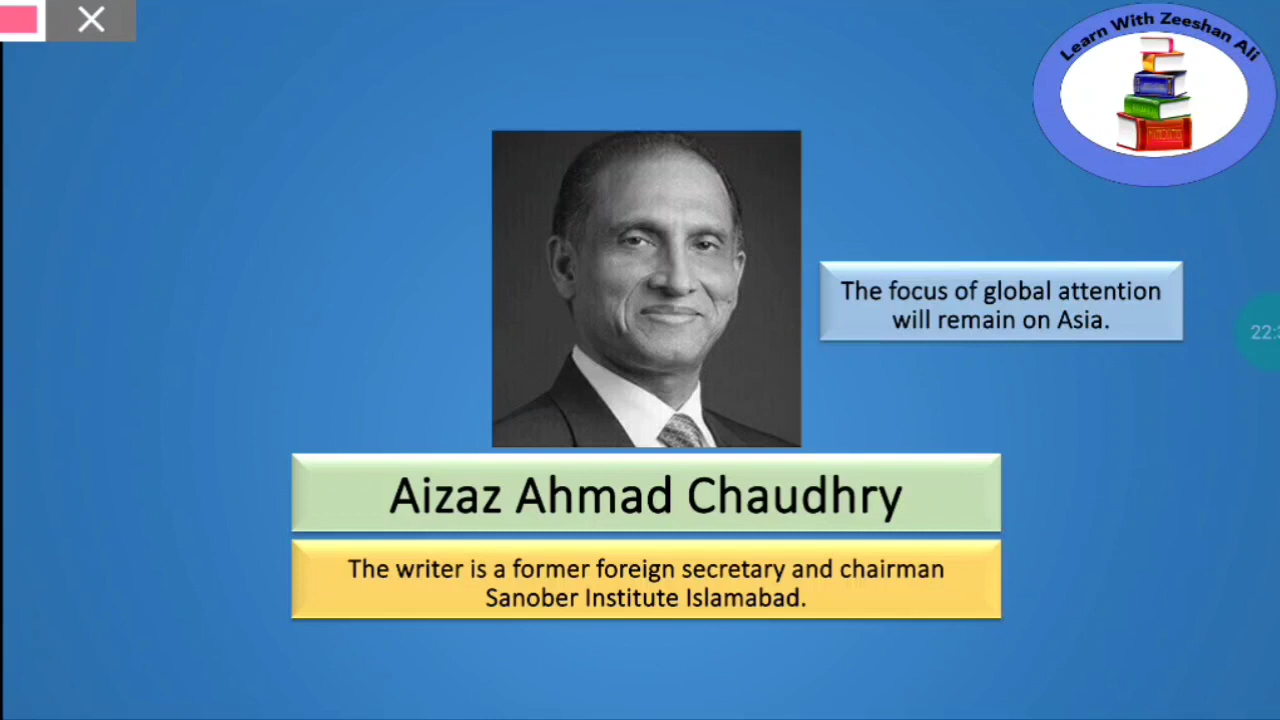 Learn With Zeeshan Ali
The focus of global attention
will remain on Asia.
Aizaz Ahmad Chaudhry
The writer is a former foreign secretary and chairman
Sanober Institute Islamabad.